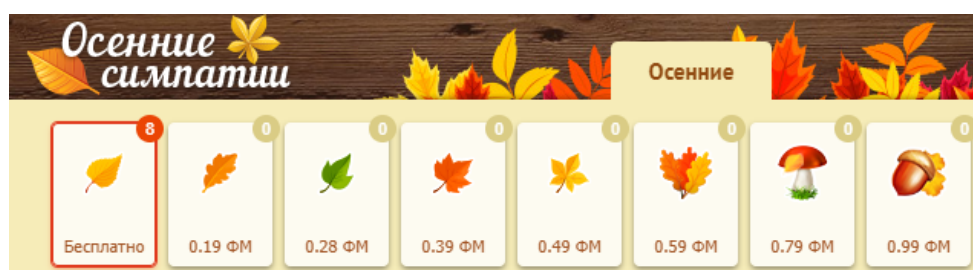 Осенние
симпатии
Осенние
8 0 0 0 0 0 0 0
Бесплатно 0.19 ФМ 0.28 ФМ 0.39 ФМ 0.49 ФМ 0.59 ФМ 0.79 ФМ 0.99 ФМ